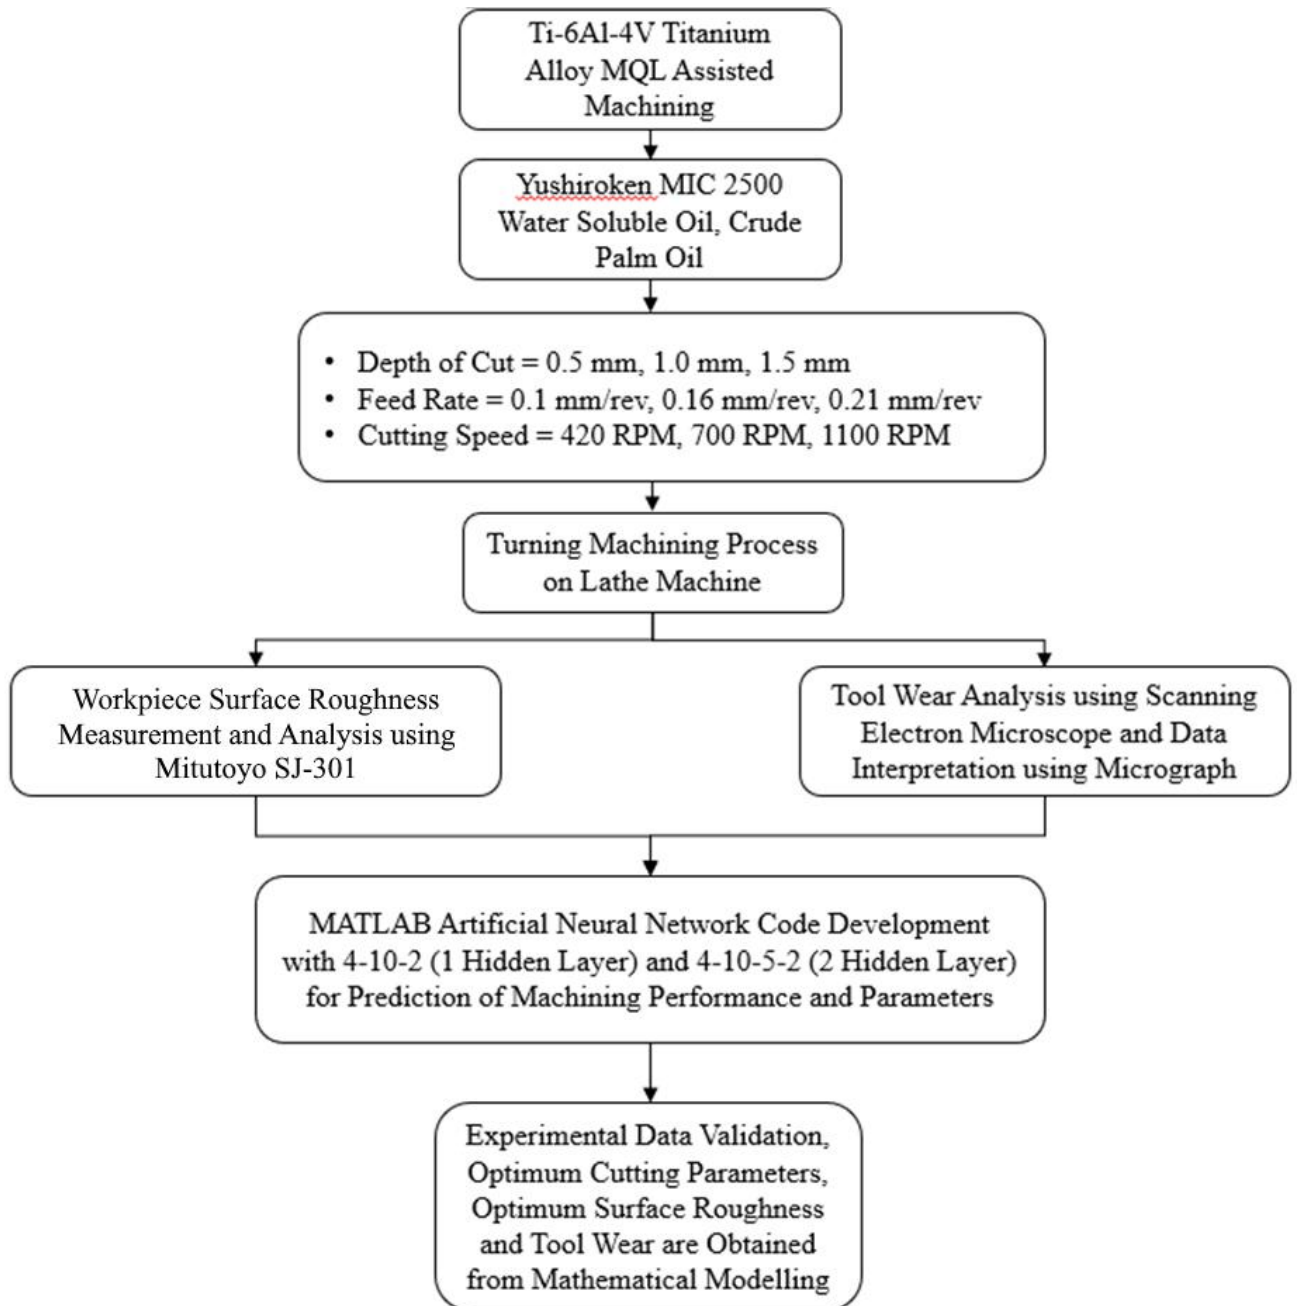 Ti-6Al-4V Titanium
Alloy MQL Assisted
Machining
Yushiroken MIC 2500
Water Soluble Oil, Crude
Palm Oil
• Depth of Cut = 0.5 mm, 1.0 mm, 1.5 mm
• Feed Rate = 0.1 mm/rev, 0.16 mm/rev, 0.21 mm/rev
• Cutting Speed = 420 RPM, 700 RPM, 1100 RPM
Turning Machining Process
on Lathe Machine
Workpiece Surface Roughness
Measurement and Analysis using
Mitutoyo SJ-301
Tool Wear Analysis using Scanning
Electron Microscope and Data
Interpretation using Micrograph
MATLAB Artificial Neural Network Code Development
with 4-10-2 (1 Hidden Layer) and 4-10-5-2 (2 Hidden Layer)
for Prediction of Machining Performance and Parameters
Experimental Data Validation,
Optimum Cutting Parameters,
Optimum Surface Roughness
and Tool Wear are Obtained
from Mathematical Modelling